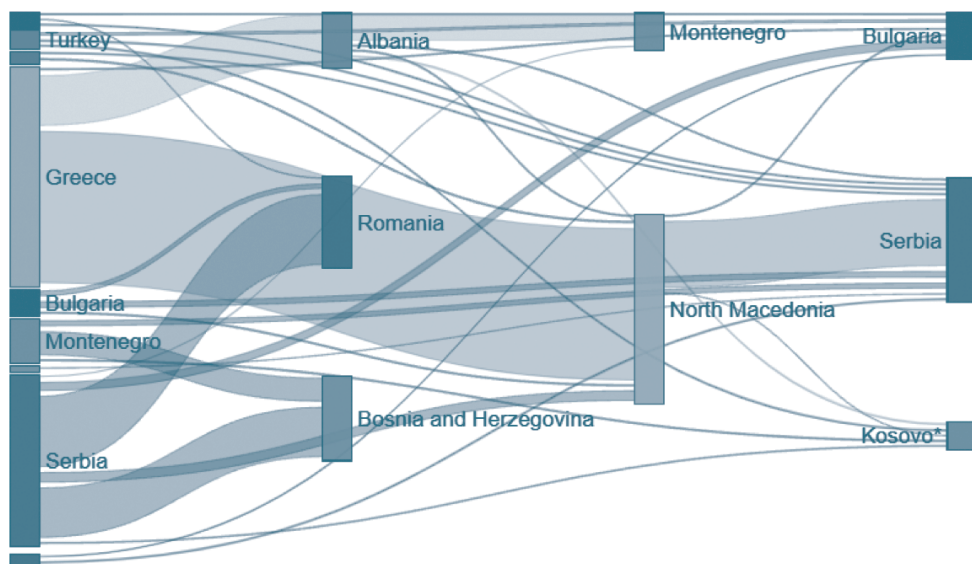 Turkey
Albania
Montenegro
Bulgaria
Greece
Romania
Serbia
Bulgaria
North Macedonia
Montenegro
Bosnia and Herzegovina
Kosovo*
Serbia